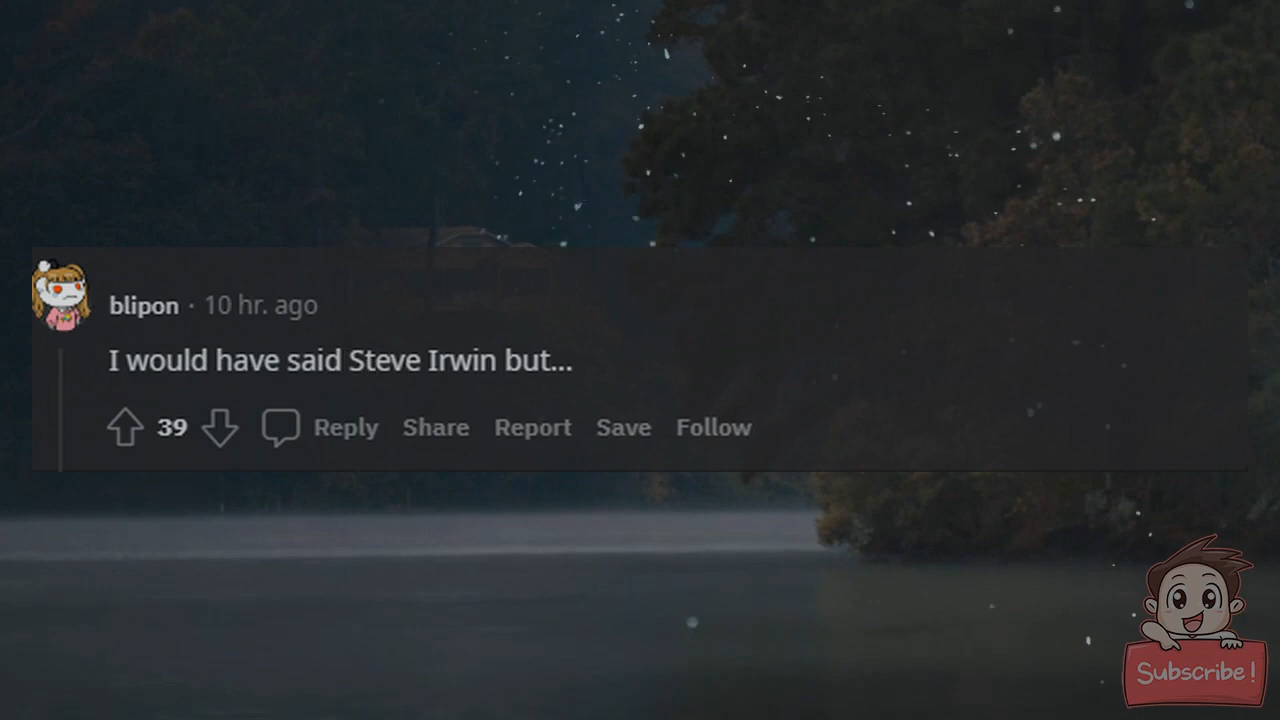 blipon · 10 hr. ago
I would have said Steve Irwin but...
39 Reply Share Report Save Follow
Subscribe!